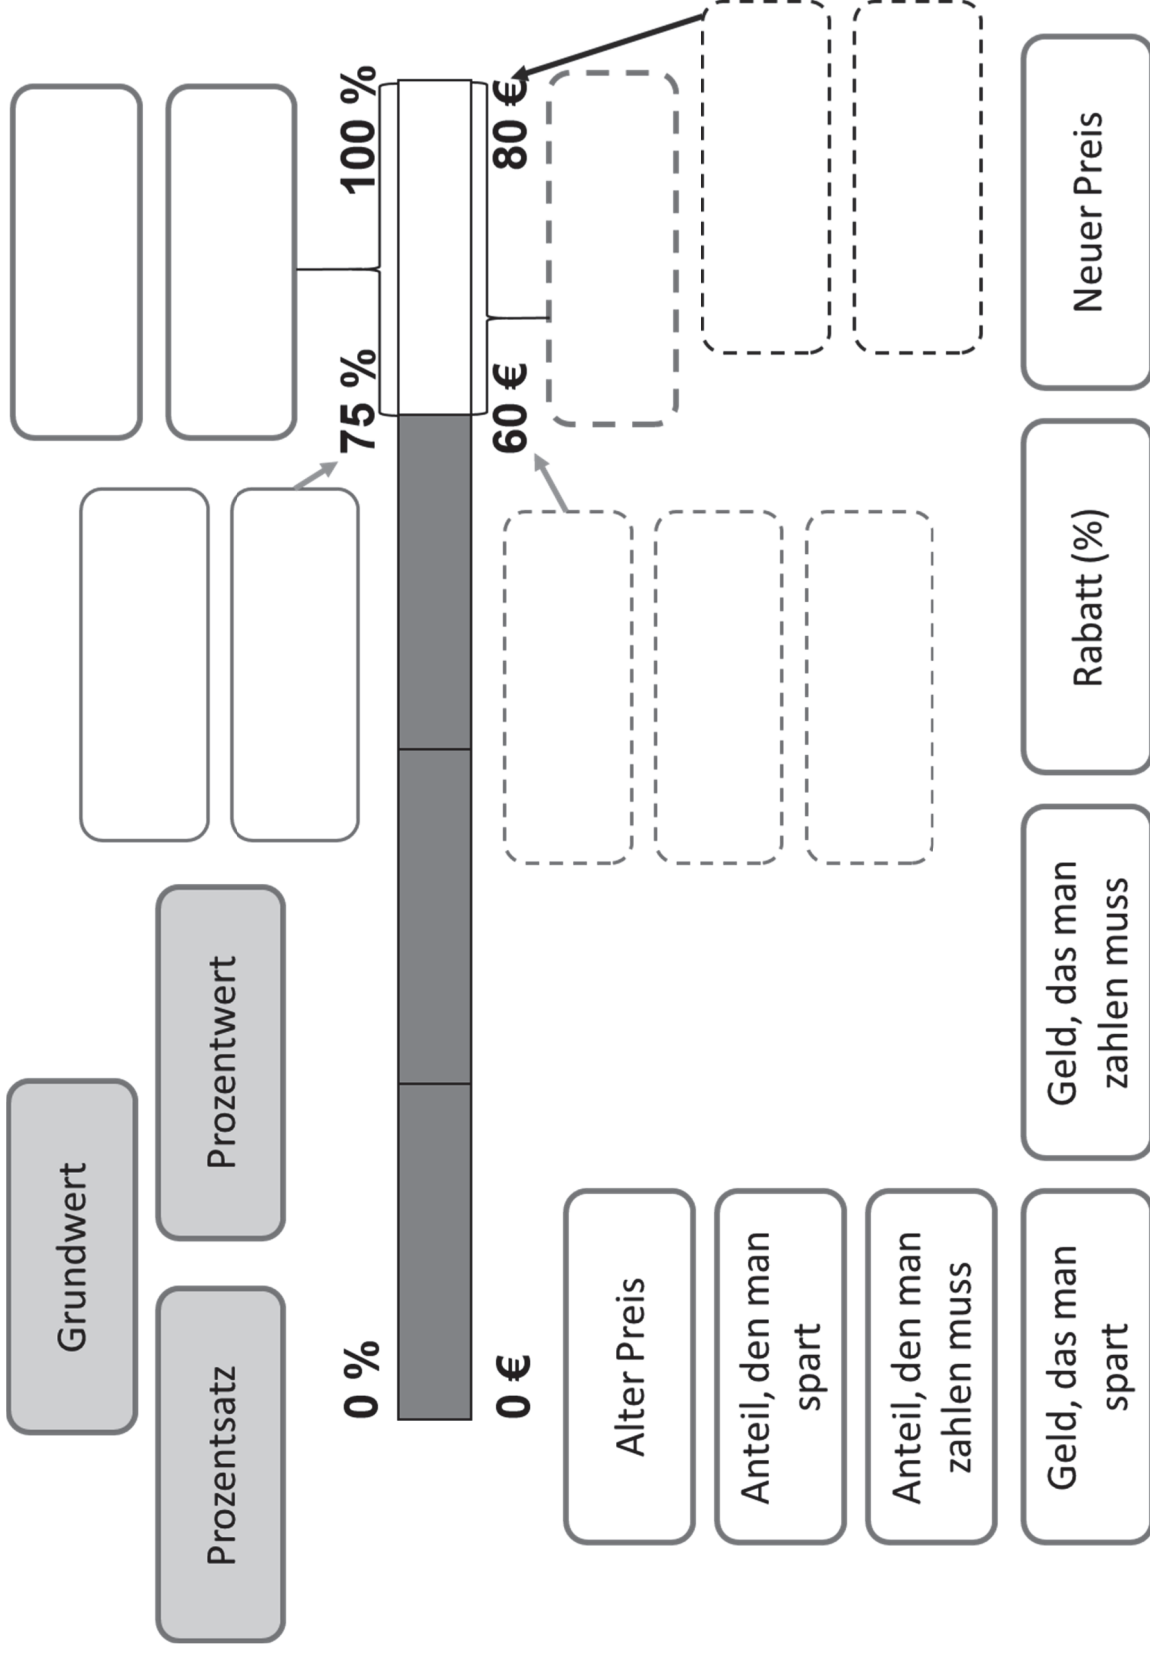 Grundwert
Prozentsatz
Prozentwert
0 %
75 %
100 %
0 €
60 €
80 €
Alter Preis
Anteil, den man
spart
Anteil, den man
zahlen muss
Geld, das man
spart
Geld, das man
zahlen muss
Rabatt (%)
Neuer Preis